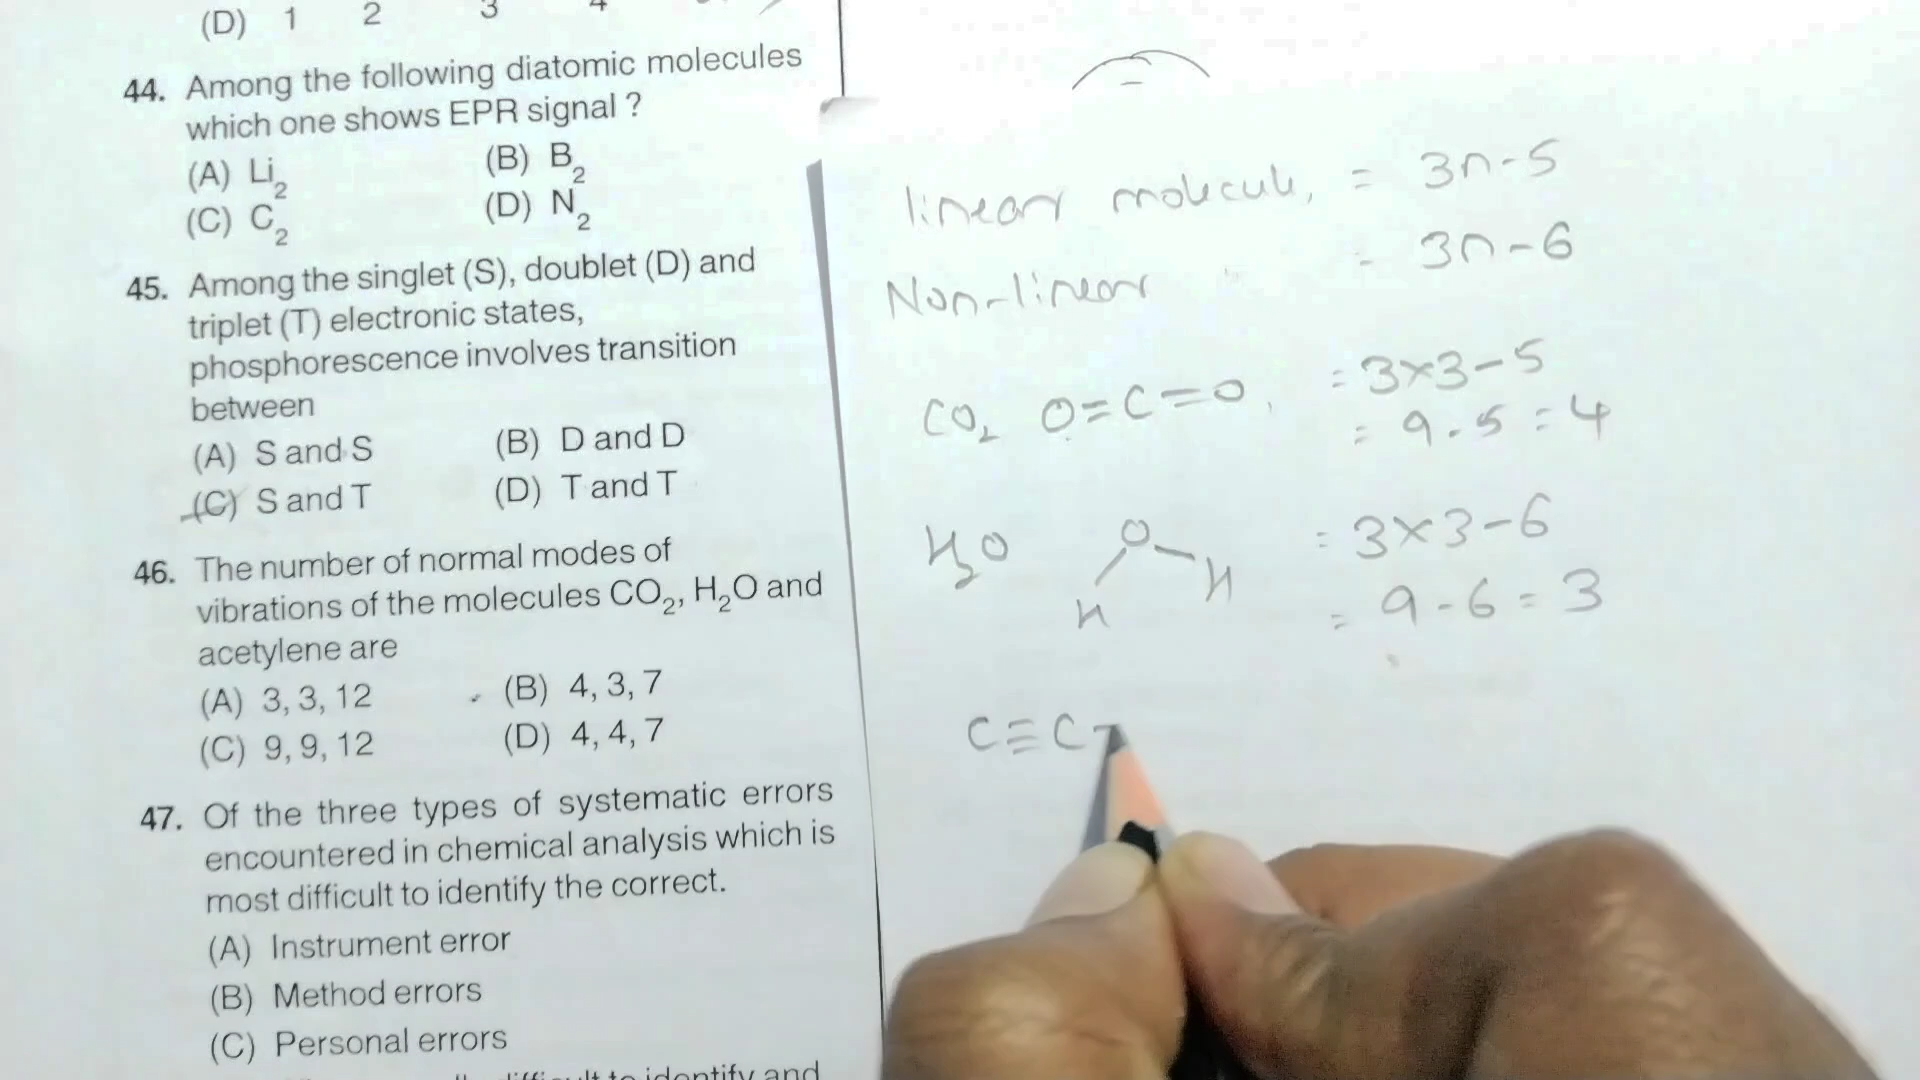 (D) 1 2 3 4
44. Among the following diatomic molecules
which one shows EPR signal ?
(A) Li₂ (B) B₂
(C) C₂ (D) N₂
45. Among the singlet (S), doublet (D) and
triplet (T) electronic states,
phosphorescence involves transition
between
(A) S and S (B) D and D
(C) S and T (D) T and T
46. The number of normal modes of
vibrations of the molecules CO₂, H₂O and
acetylene are
(A) 3, 3, 12 (B) 4, 3, 7
(C) 9, 9, 12 (D) 4, 4, 7
47. Of the three types of systematic errors
encountered in chemical analysis which is
most difficult to identify the correct.
(A) Instrument error
(B) Method errors
(C) Personal errors
to identify and
linear molecule, = 3n-5
Non-linear = 3n-6
CO₂ O=C=O, = 3×3-5
= 9-5 = 4
H₂O O H H = 3×3-6
= 9-6 = 3
C≡C-